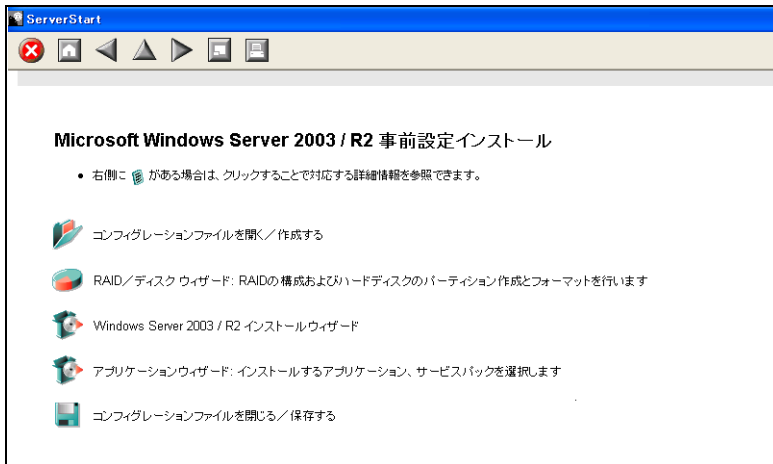 ServerStart
Microsoft Windows Server 2003 / R2 事前設定インストール
• 右側に がある場合は、クリックすることで対応する詳細情報を参照できます。
コンフィグレーションファイルを開く／作成する
RAID／ディスク ウィザード: RAIDの構成およびハードディスクのパーティション作成とフォーマットを行います
Windows Server 2003 / R2 インストールウィザード
アプリケーションウィザード: インストールするアプリケーション、サービスパックを選択します
コンフィグレーションファイルを閉じる／保存する